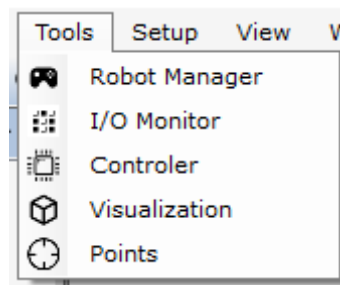 Tools Setup View
Robot Manager
I/O Monitor
Controler
Visualization
Points